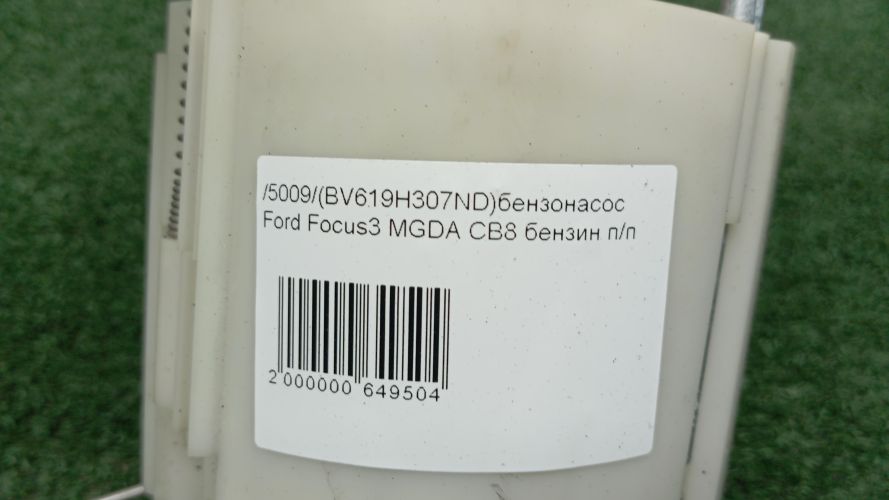 /5009/(BV619H307ND)бензонасос
Ford Focus3 MGDA CB8 бензин п/п
2 000000 649504